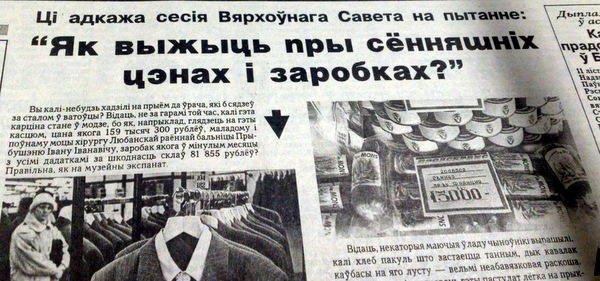 Ці адкажа сесія Вярхоўнага Савета на пытанне:
“Як выжыць пры сённяшніх
цэнах і заробках?”
Вы калі-небудзь хадзілі на прыём да ўрача, які б сядзеў
за сталом у ватоўцы? Відаць, не за гарамі той час, калі гэта
карціна стане ў модзе, бо як, напрыклад, глядзець на гэты
касцюм, цана якога 159 тысяч 300 рублёў, маладому і
поўнаму моцы хірургу Любанскай раённай бальніцы Пры-
бушэню Івану Іванавічу, заробак якога ў мінулым месяцы
з усімі дадаткамі за шкоднасць склаў 81 855 рублёў?
Правільна, як на музейны экспанат.
15000-
Відаць, некаторыя маючыя ўладу чыноўнікі вырашылі,
калі хлеб пакуль што застаецца танным, дык кавалак
каўбасы на яго лусту — вельмі неабавязковая раскоша,
Дыпла
Ка
прадо
ў Б